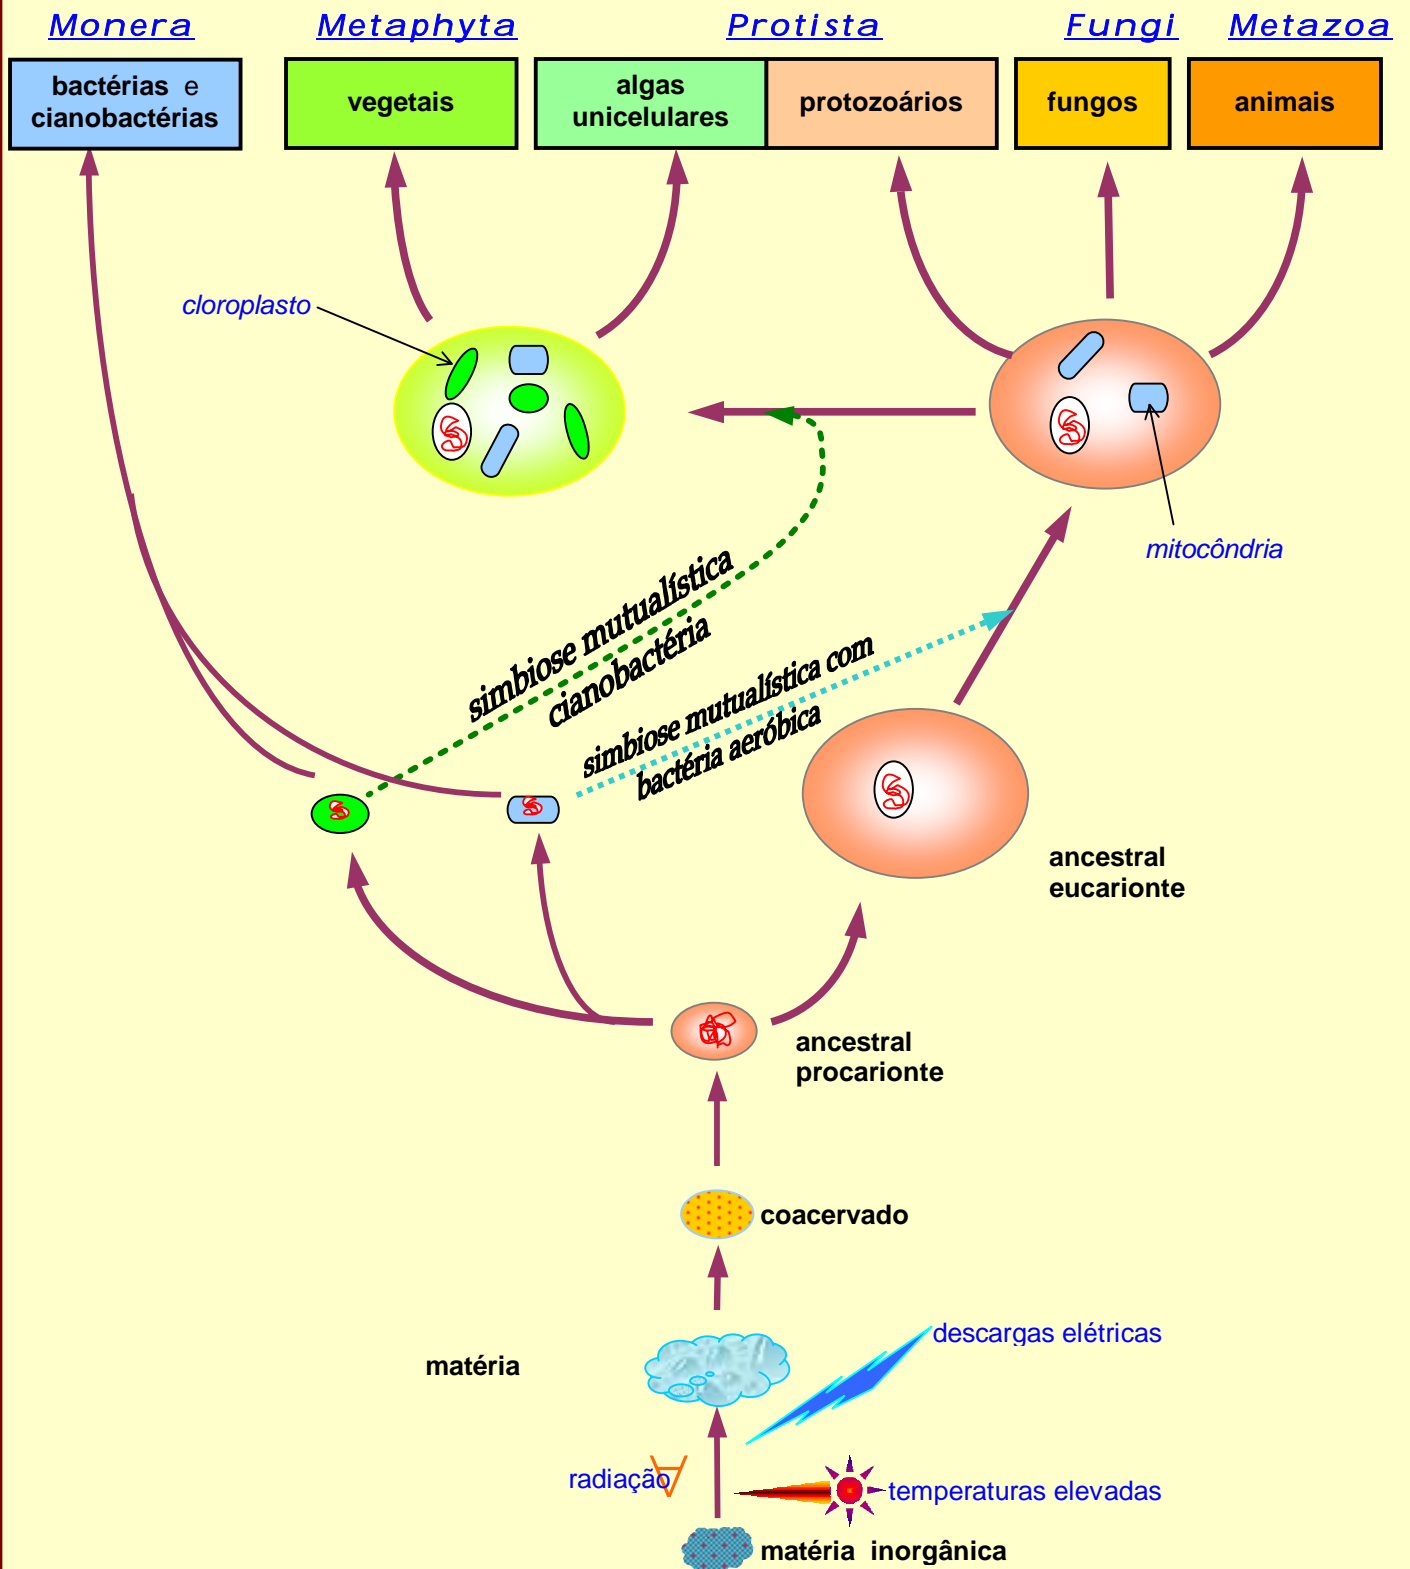 Monera Metaphyta Protista Fungi Metazoa
bactérias e
cianobactérias
vegetais
algas
unicelulares
protozoários
fungos
animais
cloroplasto
mitocôndria
simbiose mutualística
cianobactéria
simbiose mutualística com
bactéria aeróbica
ancestral
eucarionte
ancestral
procarionte
coacervado
descargas elétricas
matéria
radiação
temperaturas elevadas
matéria inorgânica